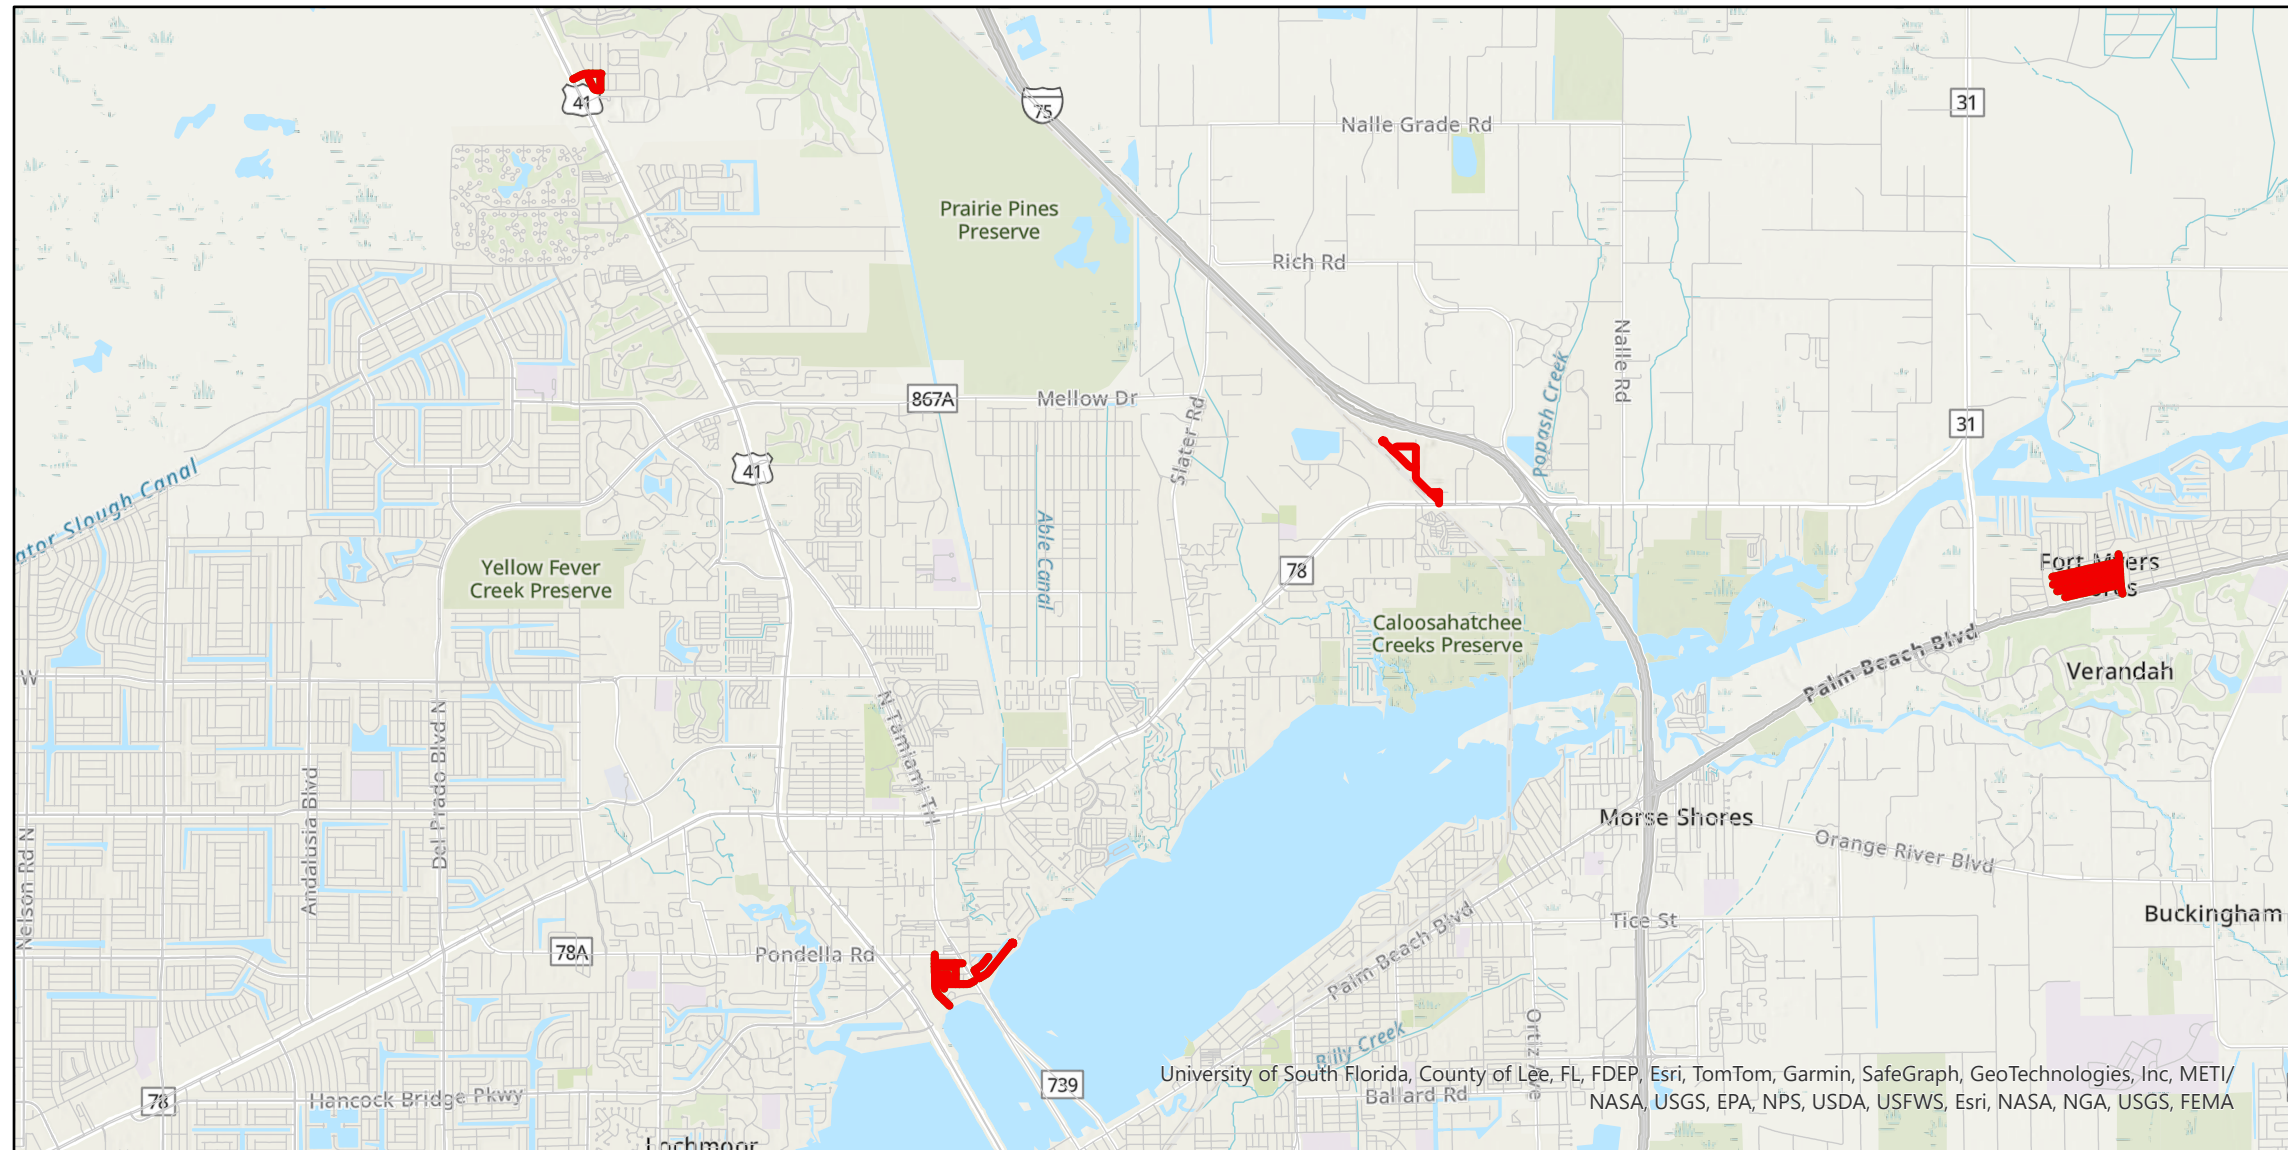 41
75
31
Nalle Grade Rd
Prairie Pines
Preserve
Rich Rd
Nalle Rd
Poppash Creek
867A
Mellow Dr
Slater Rd
31
41
ator Slough Canal
Able Canal
Yellow Fever
Creek Preserve
78
Fort
ers
Caloosahatchee
Creeks Preserve
Palm Beach Blvd
Verandah
W
N Tamiami Trl
Del Prado Blvd N
Andalusia Blvd
Nelson Rd N
Morse Shores
Orange River Blvd
Buckingham
Tice St
78A
Pondella Rd
Palm Beach Blvd
Ortiz Ave
Billy Creek
739
78
Hancock Bridge Pkwy
Ballard Rd
Lochmoor
University of South Florida, County of Lee, FL, FDEP, Esri, TomTom, Garmin, SafeGraph, GeoTechnologies, Inc, METI/
NASA, USGS, EPA, NPS, USDA, USFWS, Esri, NASA, NGA, USGS, FEMA